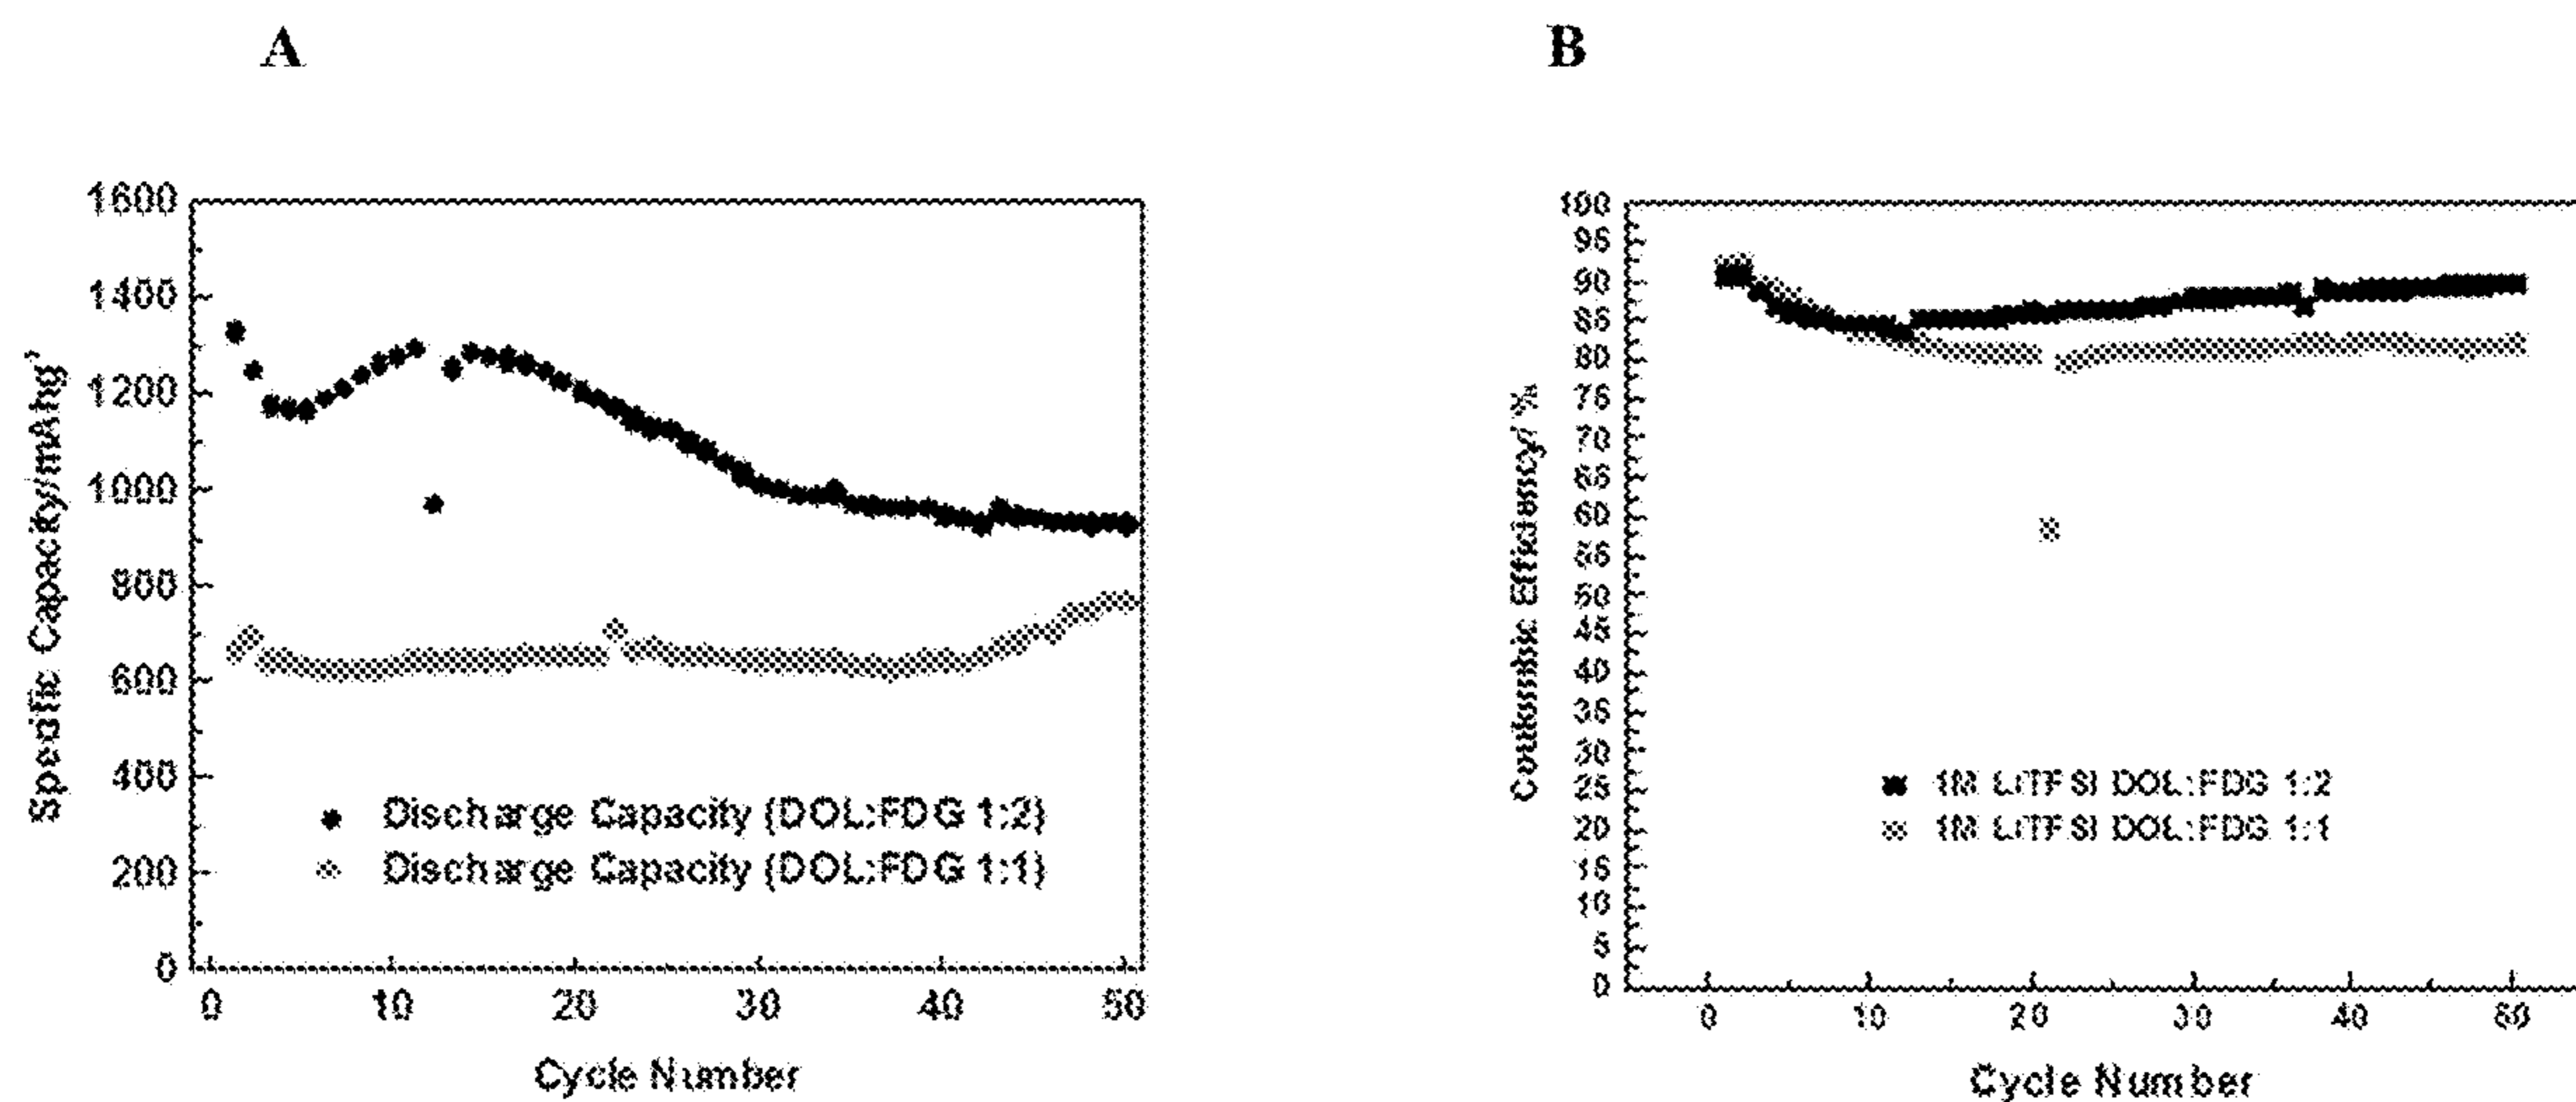 A
B
1600
1400
1200
1000
800
600
400
200
0
Specific Capacity/mAhg⁻¹
Discharge Capacity (DOL:FDG 1:2)
Discharge Capacity (DOL:FDG 1:1)
0 10 20 30 40 50
Cycle Number
100
95
90
85
80
75
70
65
60
55
50
45
40
35
30
25
20
15
10
5
0
Coulombic Efficiency/%
1M LiTFSI DOL:FDG 1:2
1M LiTFSI DOL:FDG 1:1
0 10 20 30 40 50
Cycle Number